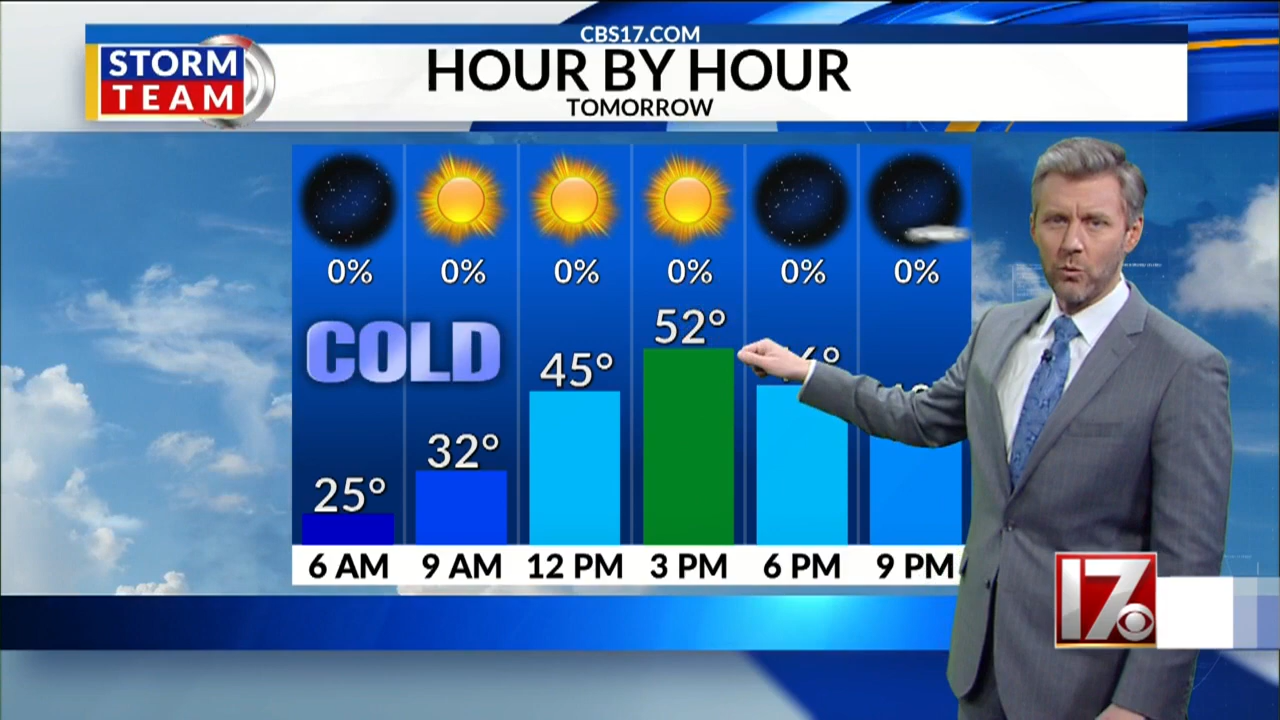 CBS17.COM
STORM
TEAM
HOUR BY HOUR
TOMORROW
0% 0% 0% 0% 0% 0%
COLD
25° 32° 45° 52°
6 AM 9 AM 12 PM 3 PM 6 PM 9 PM
17